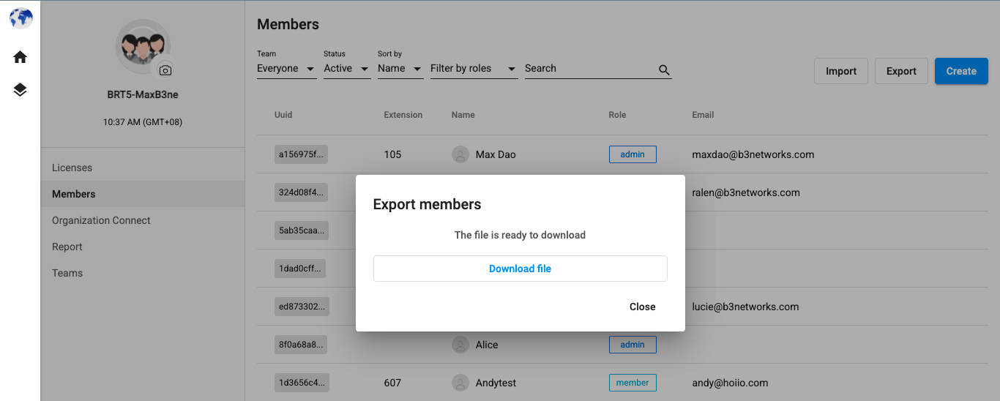 Members
Team
Status
Sort by
Everyone Active Name Filter by roles Search
Import Export Create
BRT5-MaxB3ne
10:37 AM (GMT+08)
Licenses
Members
Organization Connect
Report
Teams
Uuid Extension Name Role Email
a156975f... 105 Max Dao admin maxdao@b3networks.com
324d08f4... ralen@b3networks.com
5ab35caa...
1dad0cff...
ed873302... lucie@b3networks.com
8f0a68a8... Alice admin
1d3656c4... 607 Andytest member andy@hoiio.com
Export members
The file is ready to download
Download file
Close